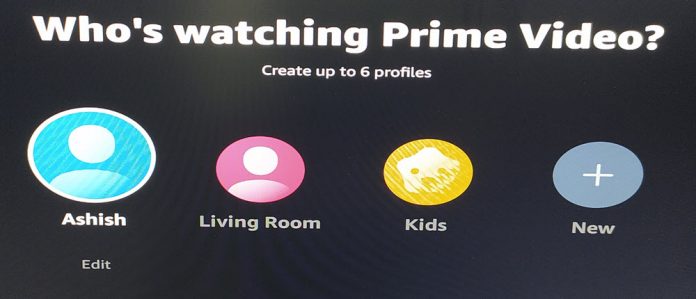 Who's watching Prime Video?
Create up to 6 profiles
Ashish
Living Room
Kids
New
Edit